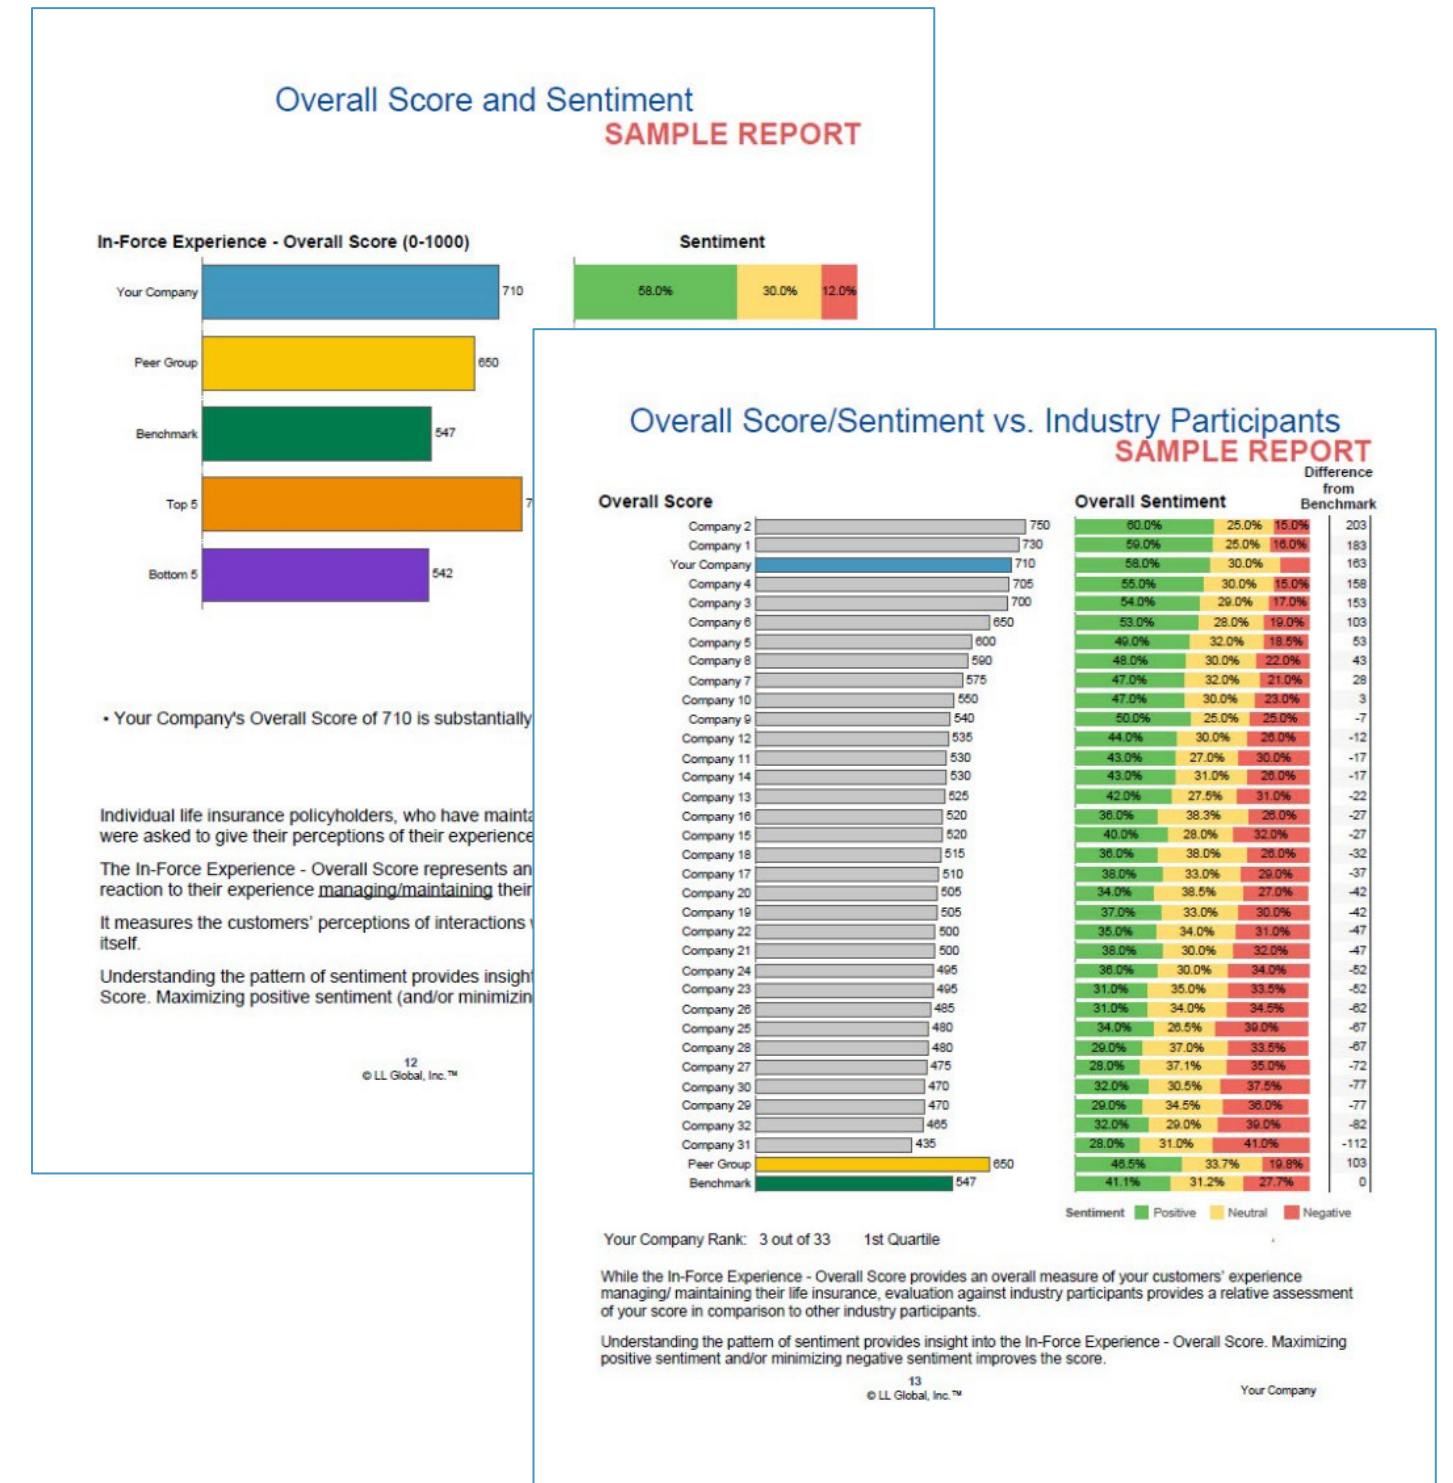 Overall Score and Sentiment
SAMPLE REPORT
In-Force Experience - Overall Score (0-1000)
Sentiment
Your Company 710 58.0% 30.0% 12.0%
Peer Group 650
Benchmark 547
Top 5 7
Bottom 5 542
• Your Company's Overall Score of 710 is substantially
Individual life insurance policyholders, who have mainta
were asked to give their perceptions of their experience
The In-Force Experience - Overall Score represents an
reaction to their experience managing/maintaining their
It measures the customers' perceptions of interactions
itself.
Understanding the pattern of sentiment provides insight
Score. Maximizing positive sentiment (and/or minimizin
12
© LL Global, Inc.™
Overall Score/Sentiment vs. Industry Participants
SAMPLE REPORT
Difference
from
Benchmark
Overall Score
Overall Sentiment
Company 2 750 60.0% 25.0% 15.0% 203
Company 1 730 59.0% 25.0% 16.0% 183
Your Company 710 58.0% 30.0% 163
Company 4 705 55.0% 30.0% 15.0% 158
Company 3 700 54.0% 29.0% 17.0% 153
Company 6 650 53.0% 28.0% 19.0% 103
Company 5 600 49.0% 32.0% 18.5% 53
Company 8 590 48.0% 30.0% 22.0% 43
Company 7 575 47.0% 32.0% 21.0% 28
Company 10 550 47.0% 30.0% 23.0% 3
Company 9 540 50.0% 25.0% 25.0% -7
Company 12 535 44.0% 30.0% 26.0% -12
Company 11 530 43.0% 27.0% 30.0% -17
Company 14 530 43.0% 31.0% 26.0% -17
Company 13 525 42.0% 27.5% 31.0% -22
Company 16 520 36.0% 38.3% 26.0% -27
Company 15 520 40.0% 28.0% 32.0% -27
Company 18 515 36.0% 38.0% 26.0% -32
Company 17 510 38.0% 33.0% 29.0% -37
Company 20 505 34.0% 38.5% 27.0% -42
Company 19 505 37.0% 33.0% 30.0% -42
Company 22 500 35.0% 34.0% 31.0% -47
Company 21 500 38.0% 30.0% 32.0% -47
Company 24 495 36.0% 30.0% 34.0% -52
Company 23 495 31.0% 35.0% 33.5% -52
Company 26 485 31.0% 34.0% 34.5% -62
Company 25 480 34.0% 26.5% 39.0% -67
Company 28 480 29.0% 37.0% 33.5% -67
Company 27 475 28.0% 37.1% 35.0% -72
Company 30 470 32.0% 30.5% 37.5% -77
Company 29 470 29.0% 34.5% 36.0% -77
Company 32 465 32.0% 29.0% 39.0% -82
Company 31 435 28.0% 31.0% 41.0% -112
Peer Group 650 46.5% 33.7% 19.8% 103
Benchmark 547 41.1% 31.2% 27.7% 0
Sentiment Positive Neutral Negative
Your Company Rank: 3 out of 33 1st Quartile
While the In-Force Experience - Overall Score provides an overall measure of your customers' experience
managing/ maintaining their life insurance, evaluation against industry participants provides a relative assessment
of your score in comparison to other industry participants.
Understanding the pattern of sentiment provides insight into the In-Force Experience - Overall Score. Maximizing
positive sentiment and/or minimizing negative sentiment improves the score.
13
© LL Global, Inc.™
Your Company